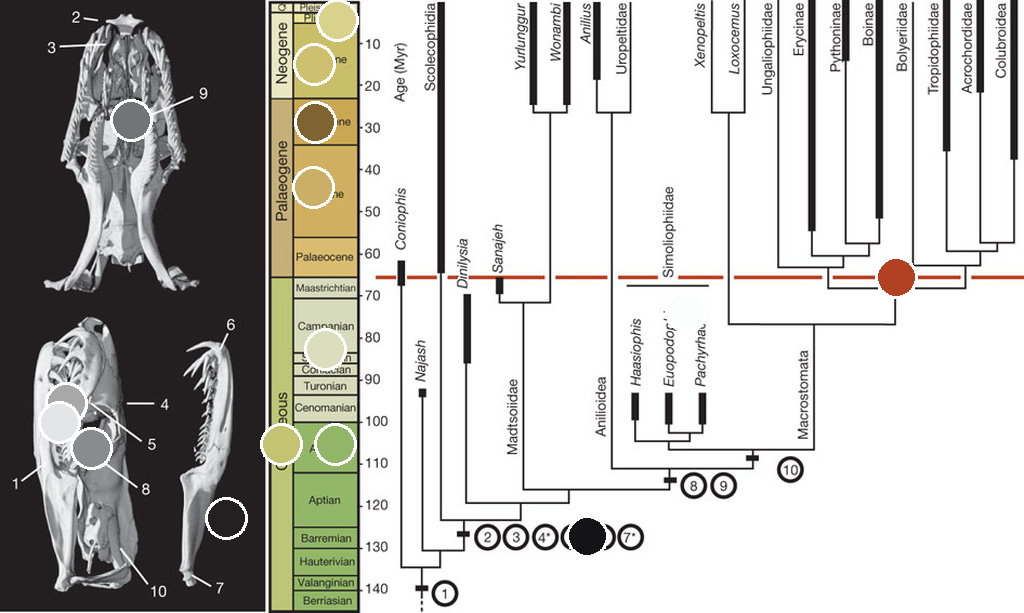 2
3
9
1
4
5
8
10
6
7
Neogene
Palaeogene
Palaeocene
Maastrichtian
Turonian
Cenomanian
Aptian
Barremian
Hauterivian
Valanginian
Berriasian
Age (Myr)
10
20
30
40
50
60
70
80
90
100
110
120
130
140
Coniophis
Najash
Scolecophidia
Dinilysia
Sanajeh
Madtsoiidae
Yurlunggur
Wonambi
Anilius
Uropeltidae
Anilioidea
Simoliophiidae
Haasiophis
Xenopeltis
Loxocemus
Macrostomata
Ungaliophiidae
Erycinae
Pythoninae
Boinae
Bolyeriidae
Tropidophiidae
Acrochordidae
Colubroidea
1
2 3 4* 7*
8 9
10